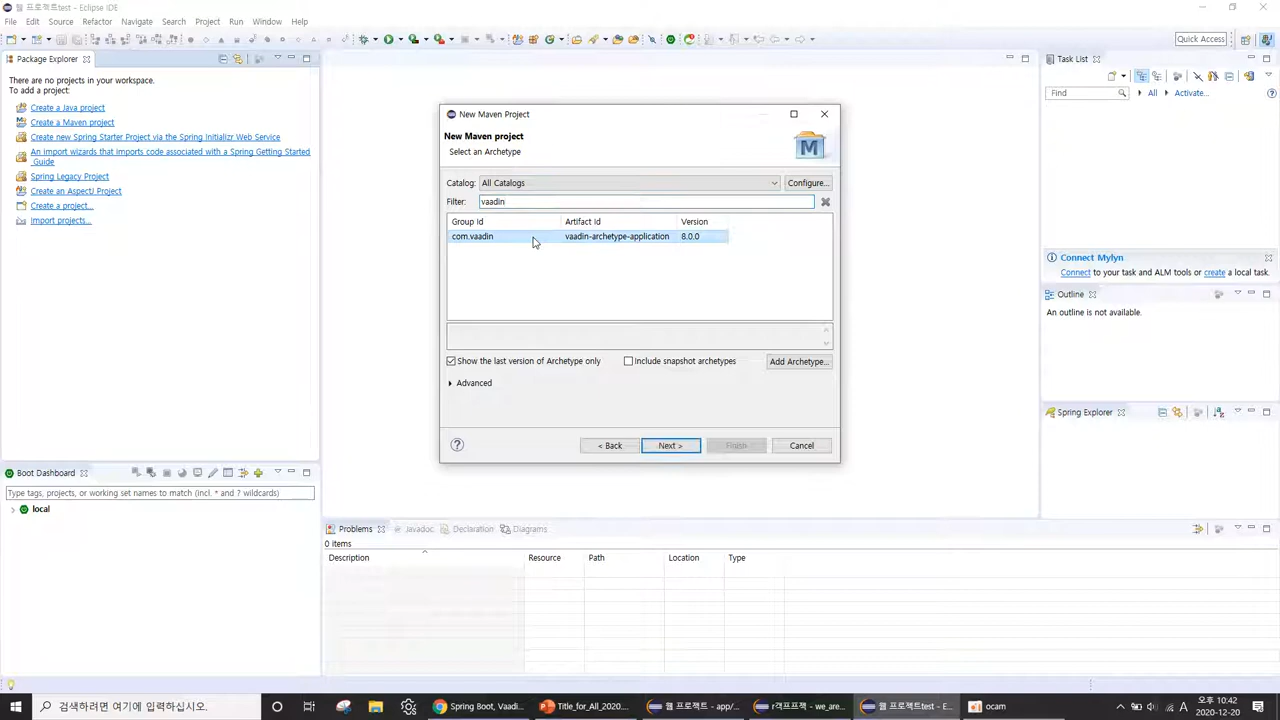 웹 프로젝트test - Eclipse IDE
File Edit Source Refactor Navigate Search Project Run Window Help
Quick Access
Package Explorer
There are no projects in your workspace.
To add a project:
Create a Java project
Create a Maven project
Create new Spring Starter Project via the Spring Initializr Web Service
An import wizards that imports code associated with a Spring Getting Started
Guide
Spring Legacy Project
Create an AspectJ Project
Create a project...
Import projects...
New Maven Project
New Maven project
Select an Archetype
M
Catalog: All Catalogs Configure...
Filter: vaadin
Group Id Artifact Id Version
com.vaadin vaadin-archetype-application 8.0.0
Show the last version of Archetype only Include snapshot archetypes Add Archetype...
Advanced
< Back Next > Finish Cancel
Task List
Find All Activate...
Connect Mylyn
Connect to your task and ALM tools or create a local task.
Outline
An outline is not available.
Spring Explorer
Boot Dashboard
Type tags, projects, or working set names to match (incl. * and ? wildcards)
local
Problems Javadoc Declaration Diagrams
0 items
Description Resource Path Location Type
검색하려면 여기에 입력하십시오.
Spring Boot, Vaadi...
Title_for_All_2020...
웹 프로젝트 - app/...
r객프프잭 - we_are...
웹 프로젝트test - E...
ocam
A
오후 10:42
2020-12-20